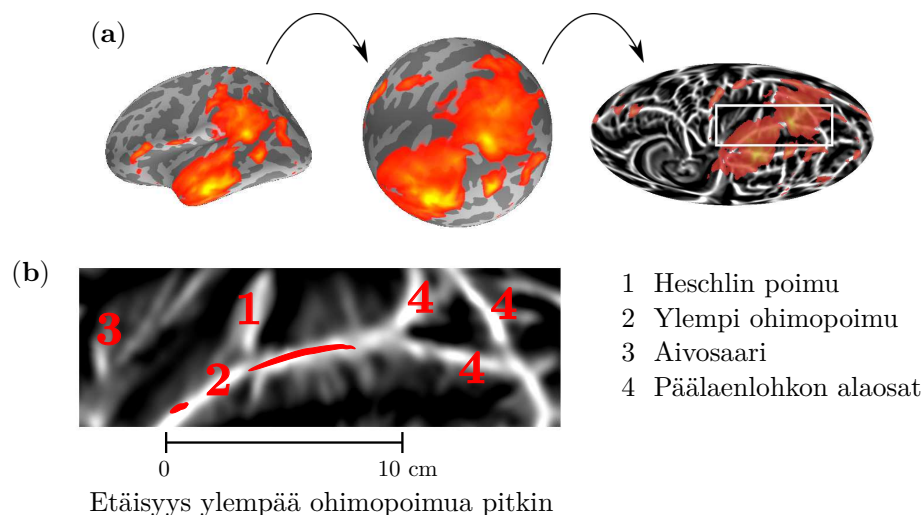 (a)
(b)
1 Heschlin poimu
2 Ylempi ohimopoimu
3 Aivosaari
4 Päälaenlohkon alaosat
1
2
3
4
4
4
0
10 cm
Etäisyys ylempää ohimopoimua pitkin